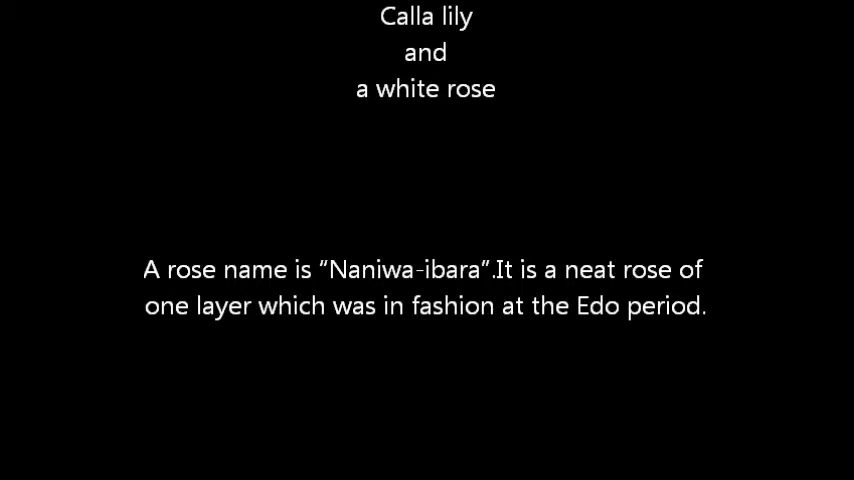 Calla lily
and
a white rose
A rose name is “Naniwa-ibara”.It is a neat rose of
one layer which was in fashion at the Edo period.